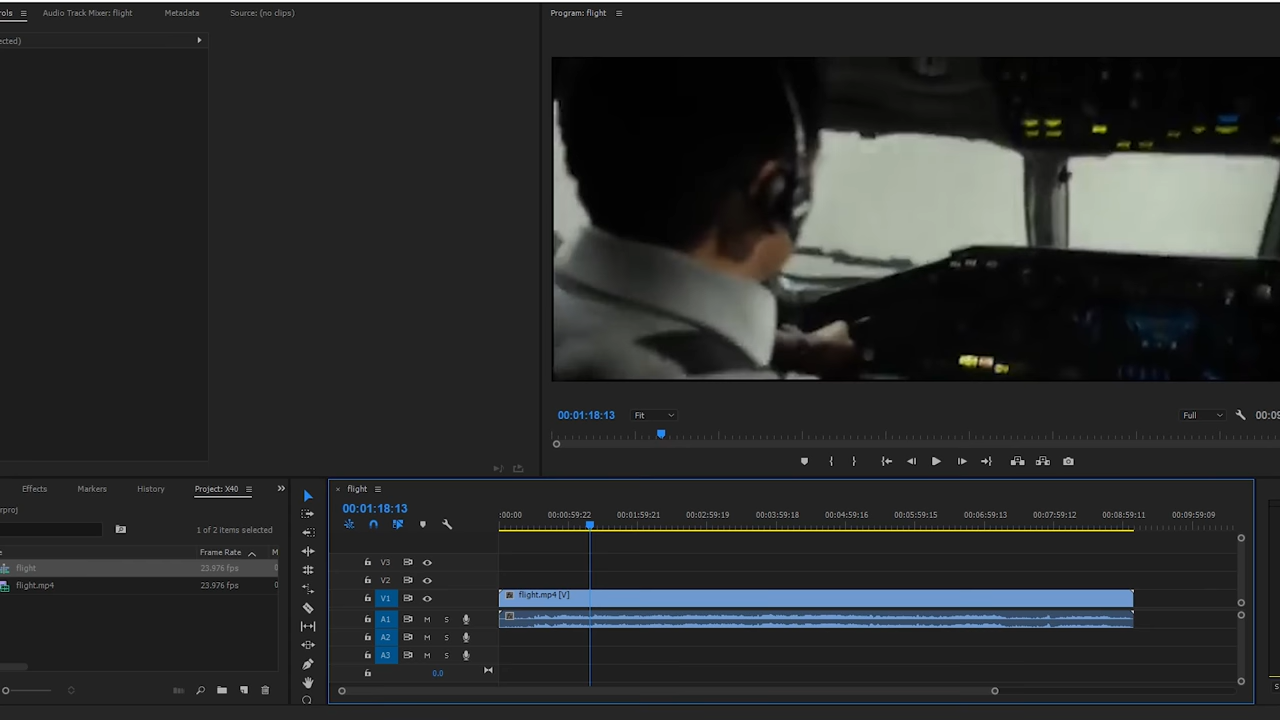 ols ≡ Audio Track Mixer: flight Metadata Source: (no clips)
Program: flight ≡
ected)
00:01:18:13 Fit Full 00:09
Effects Markers History Project: X40 ≡ »
rproj
1 of 2 items selected
Frame Rate M
flight 23.976 fps 0
flight.mp4 23.976 fps 0
× flight ≡
00:01:18:13
:00:00 00:00:59:22 00:01:59:21 00:02:59:19 00:03:59:18 00:04:59:16 00:05:59:15 00:06:59:13 00:07:59:12 00:08:59:11 00:09:59:09
V3
V2
V1 flight.mp4 [V]
A1 M S
A2 M S
A3 M S
0.0
S